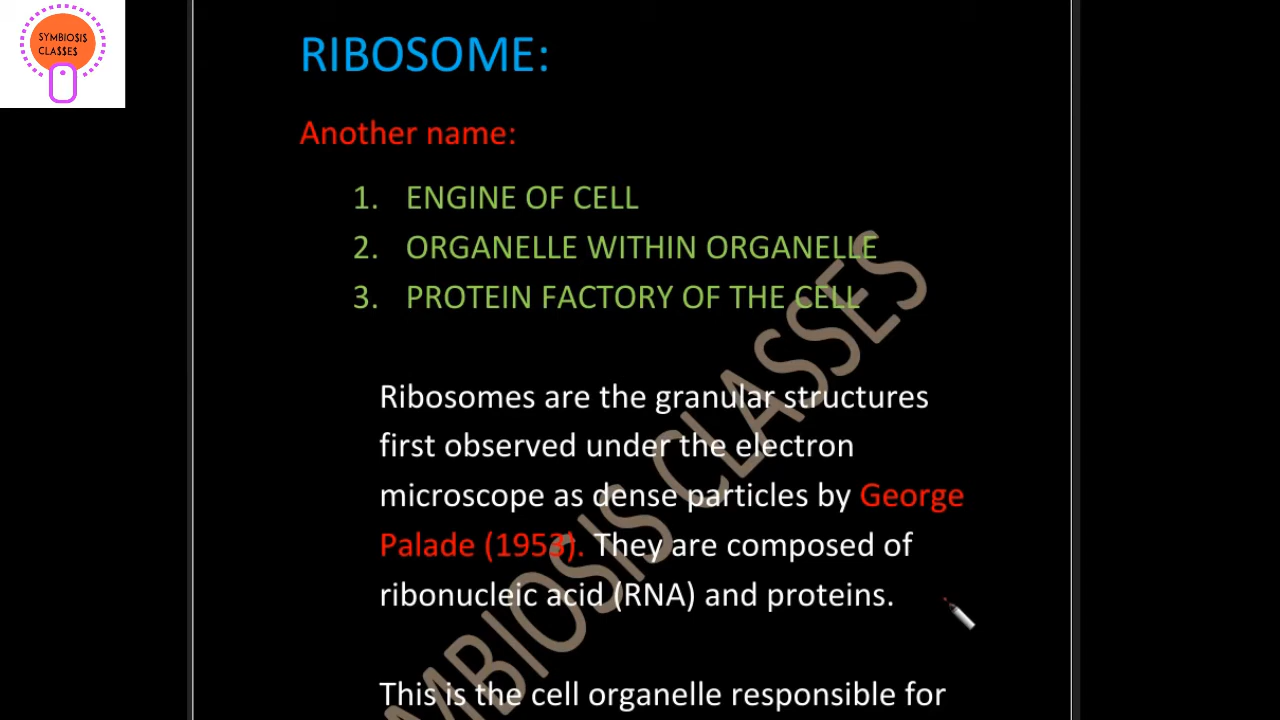 SYMBIOSIS
CLASSES
RIBOSOME:
Another name:
1. ENGINE OF CELL
2. ORGANELLE WITHIN ORGANELLE
3. PROTEIN FACTORY OF THE CELL
Ribosomes are the granular structures
first observed under the electron
microscope as dense particles by George
Palade (1953). They are composed of
ribonucleic acid (RNA) and proteins.
This is the cell organelle responsible for
MBIOSIS CLASSES